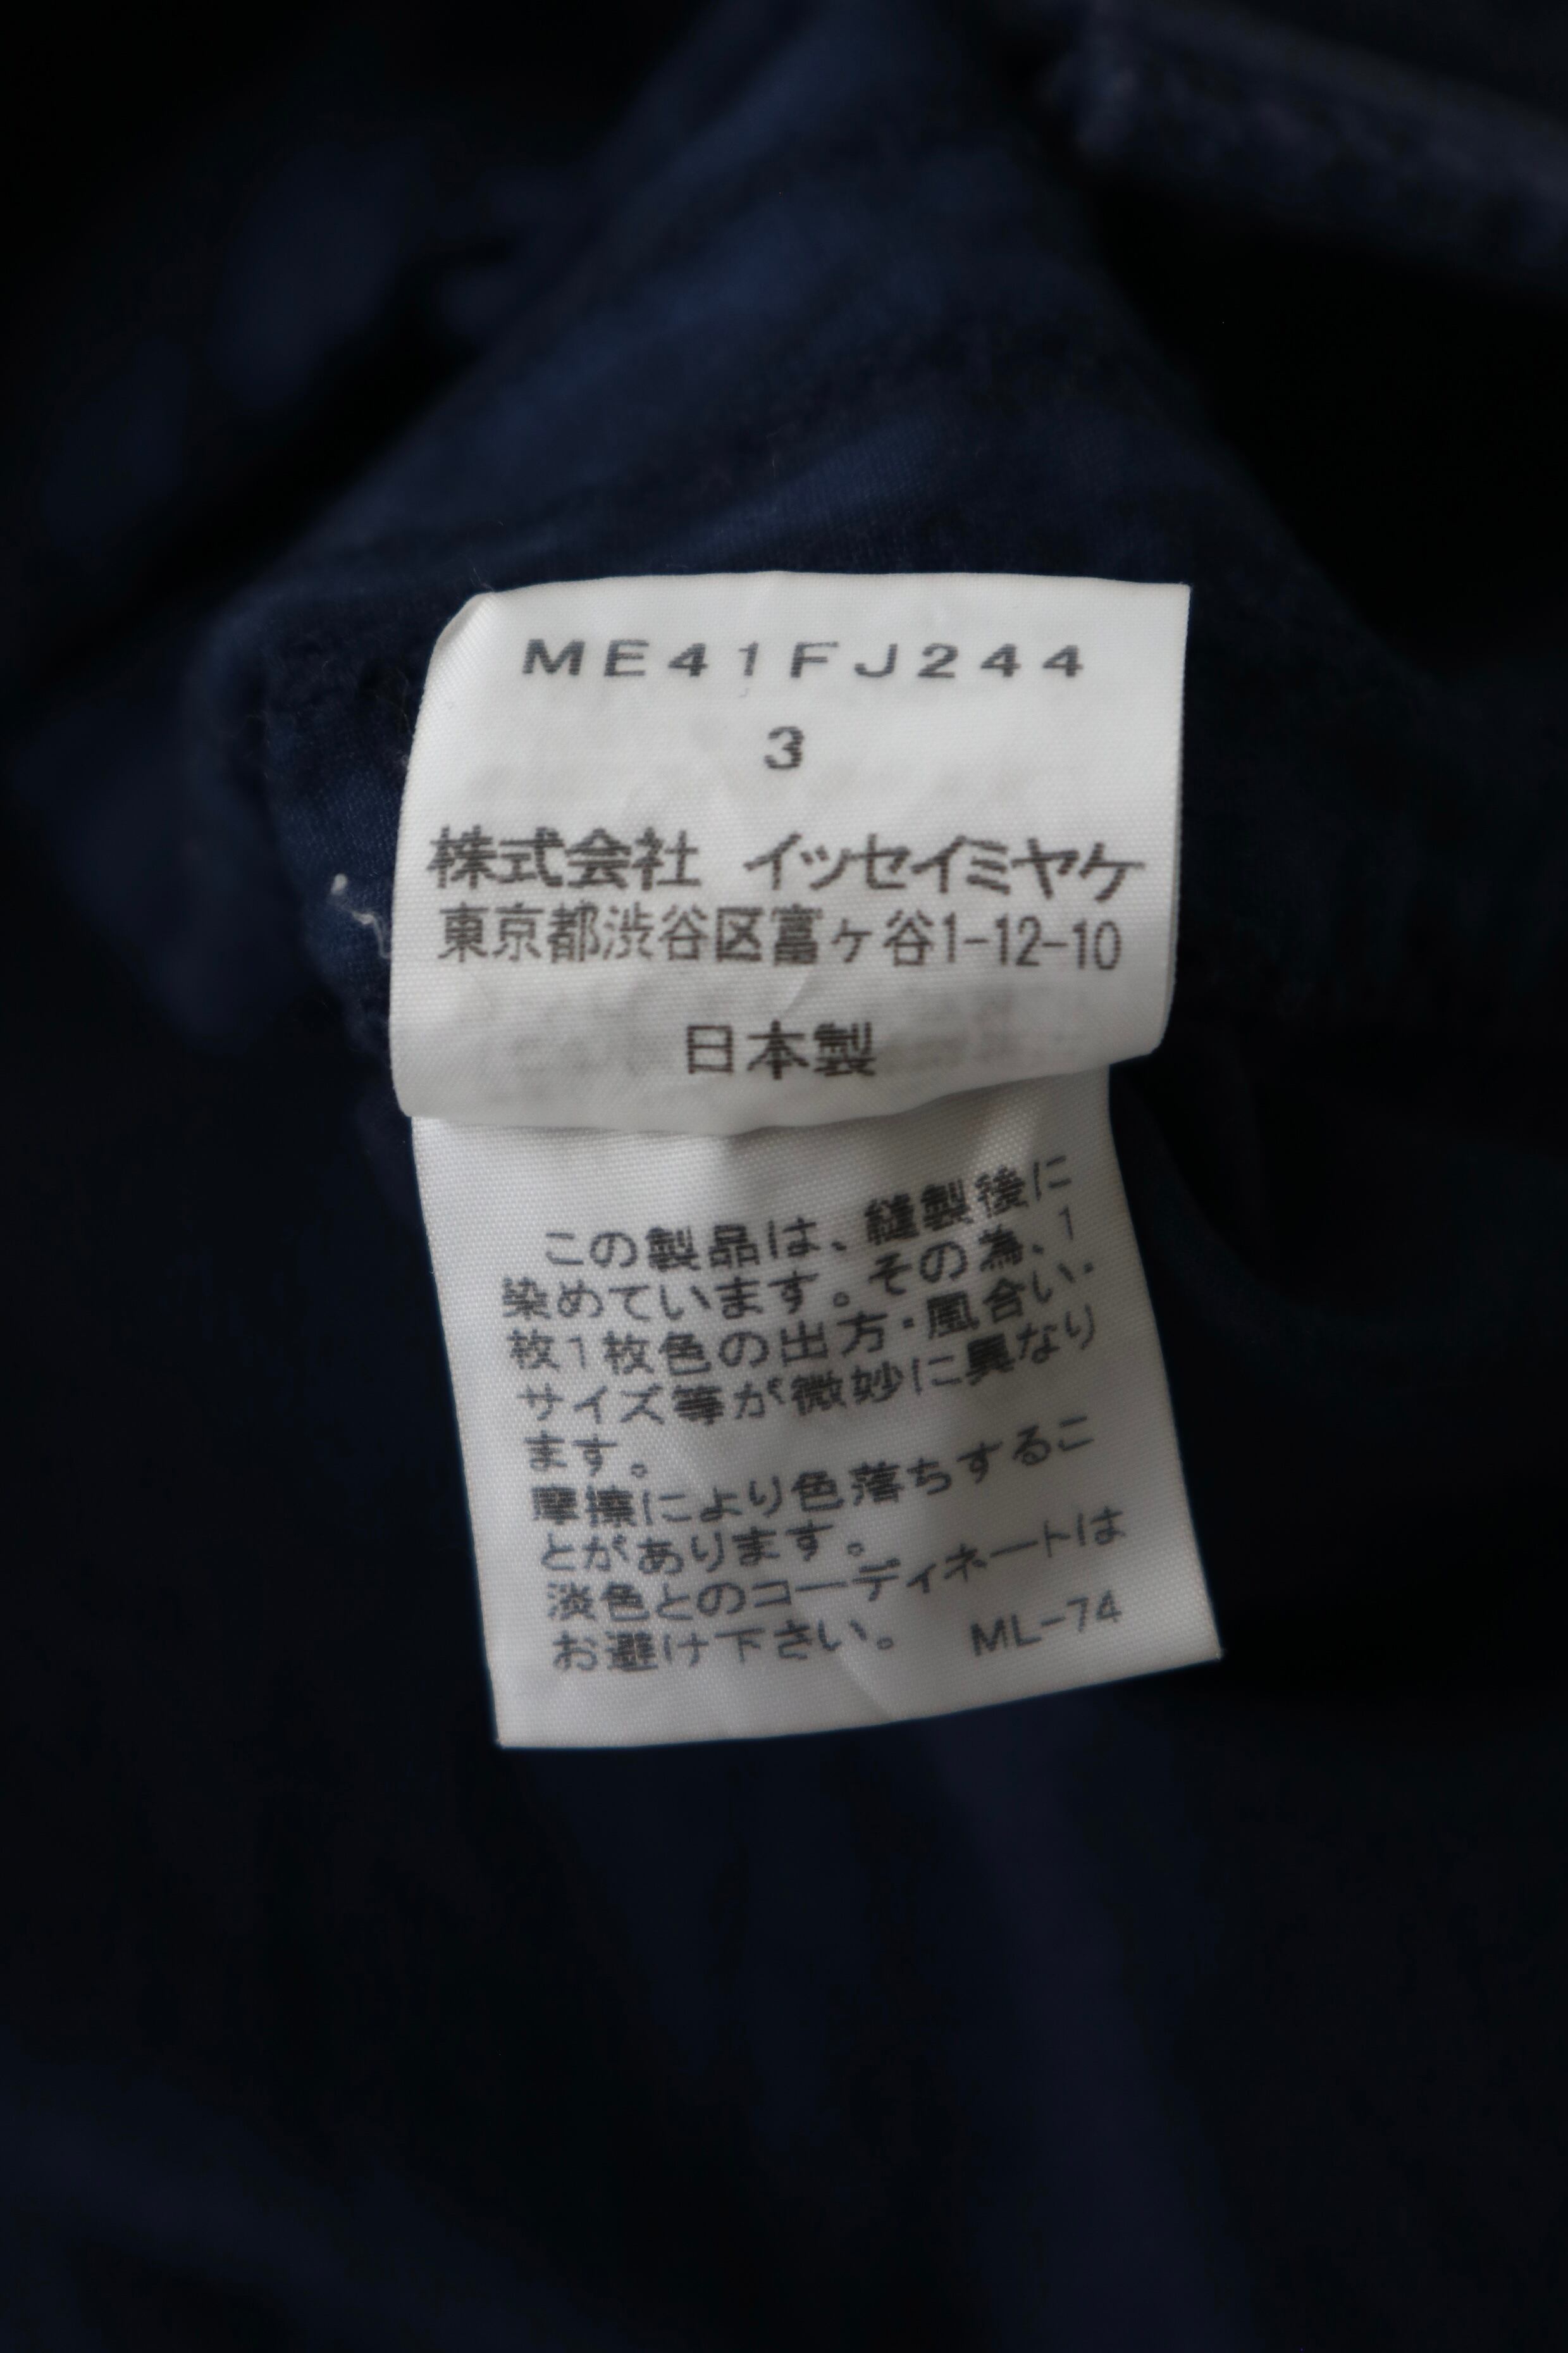 ME41FJ244
3
株式会社 イッセイミヤケ
東京都渋谷区富ヶ谷1-12-10
日本製
この製品は、縫製後に
染めています。その為、1
枚1枚色の出方・風合い・
サイズ等が微妙に異なり
ます。
摩擦により色落ちするこ
とがあります。
淡色とのコーディネートは
お避け下さい。 ML-74